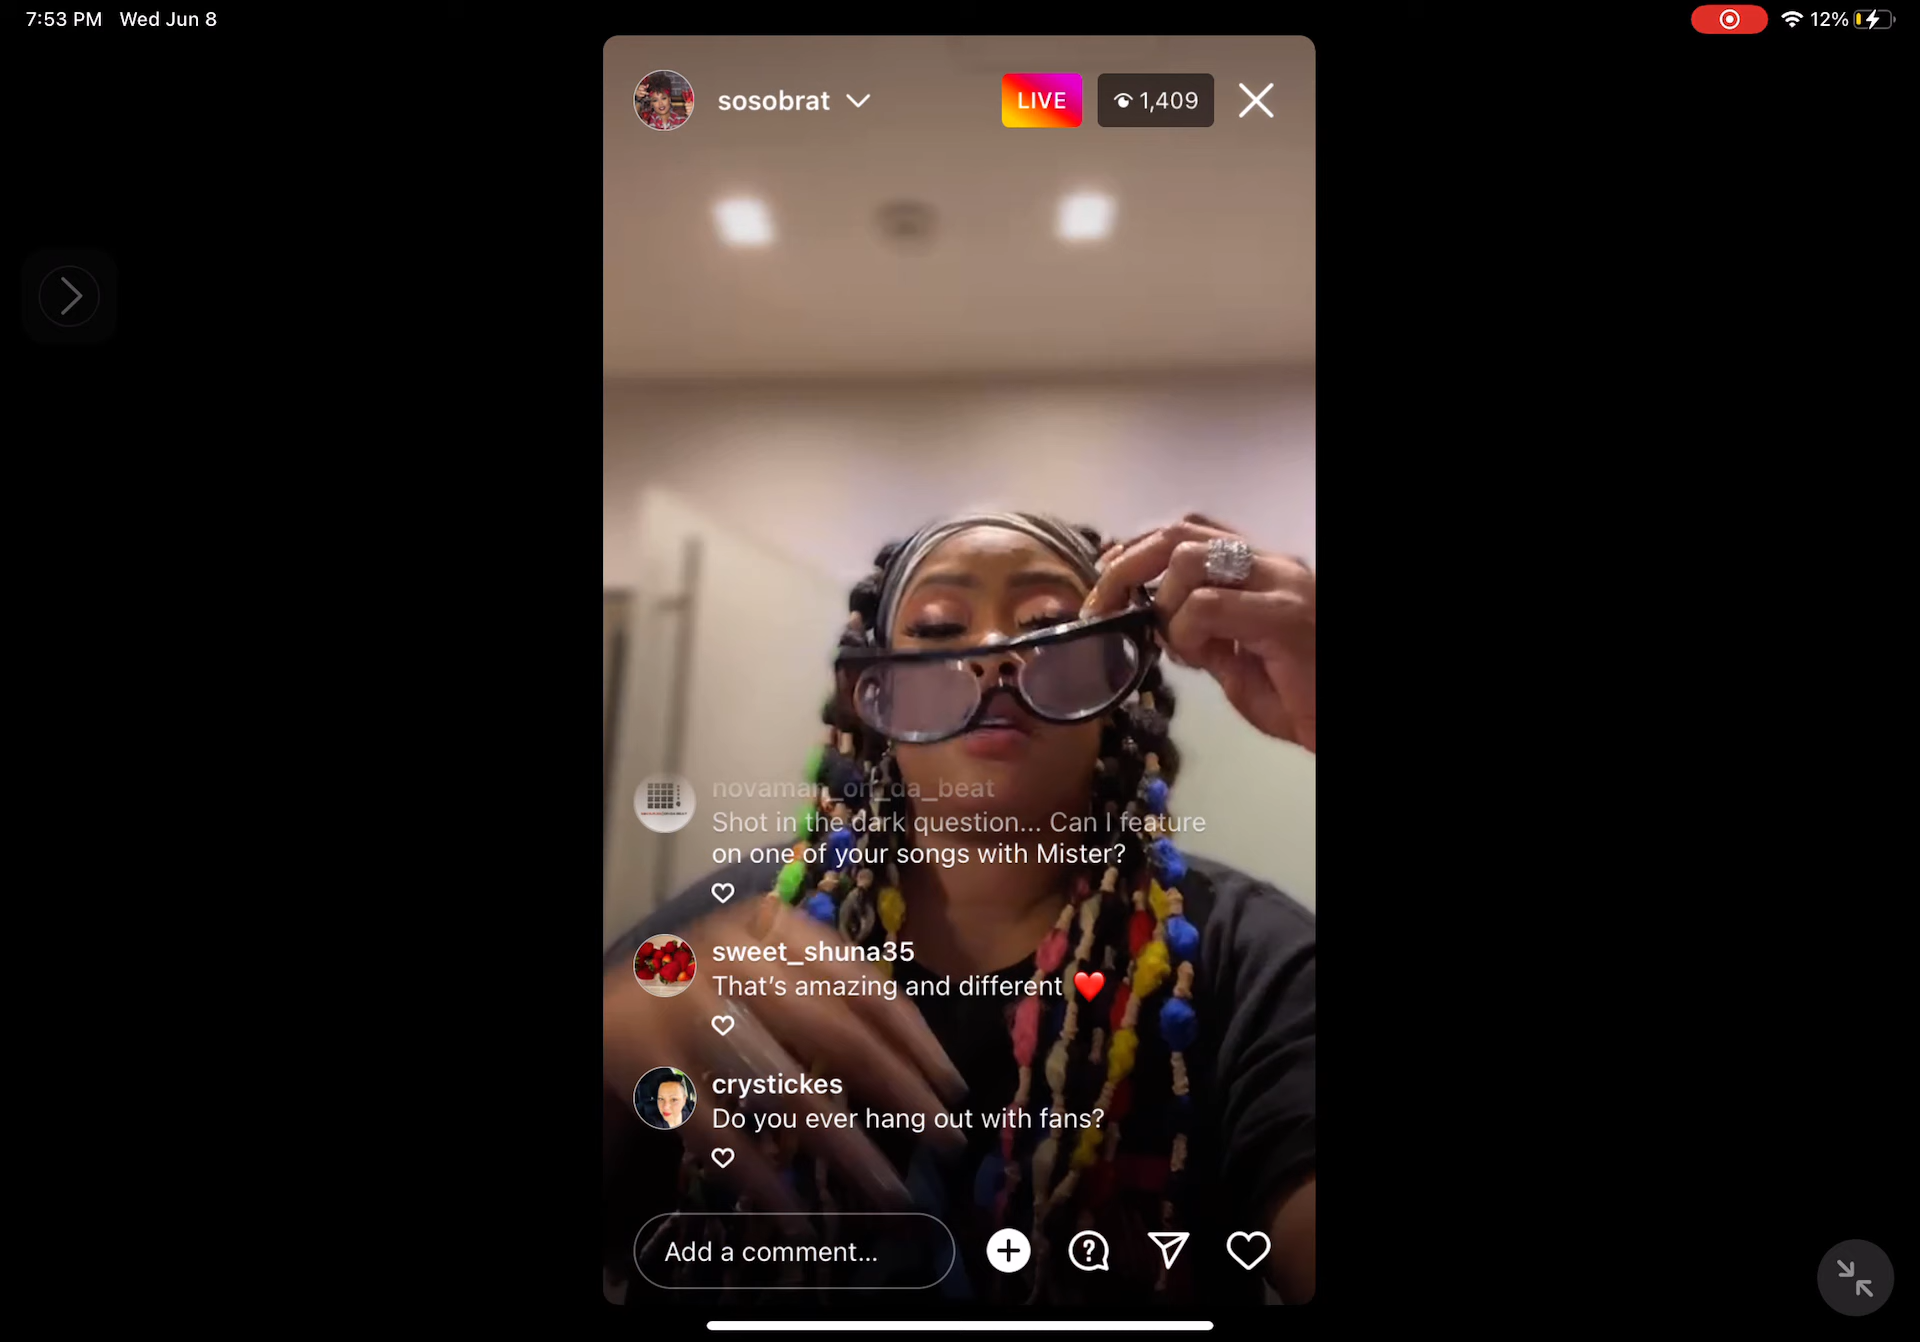 7:53 PM Wed Jun 8
12%
sosobrat
LIVE
1,409
novaman_on_da_beat
Shot in the dark question... Can I feature
on one of your songs with Mister?
sweet_shuna35
That's amazing and different ❤️
crystickes
Do you ever hang out with fans?
Add a comment...